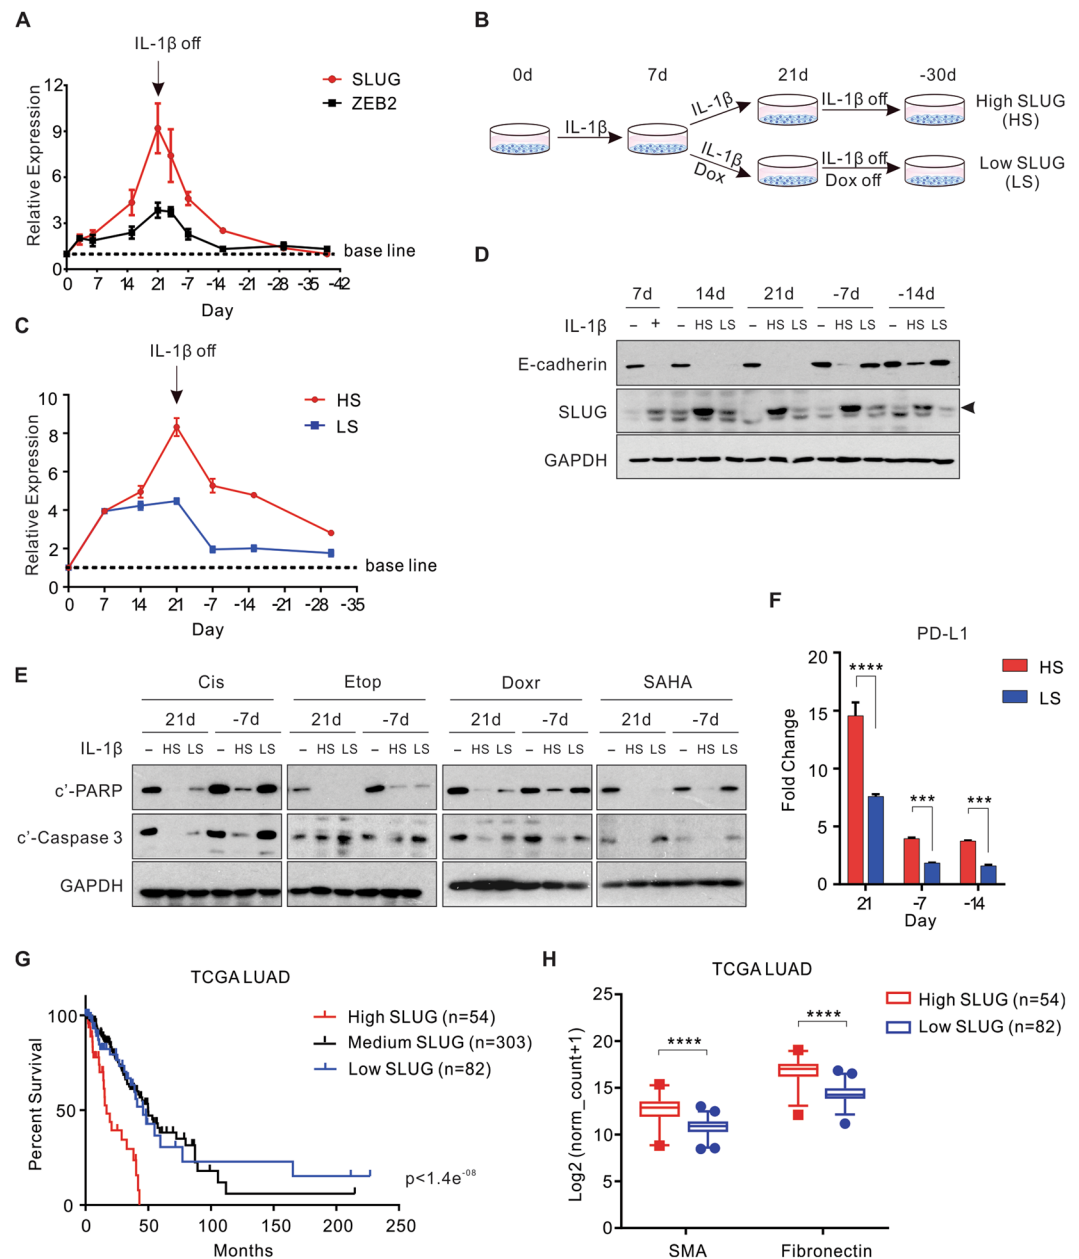 A
IL-1β off
SLUG
ZEB2
12
9
6
3
0
Relative Expression
base line
0 7 14 21 -7 -14 -21 -28 -35 -42
Day
B
0d 7d 21d -30d
IL-1β
IL-1β
IL-1β off
High SLUG
(HS)
IL-1β
Dox
IL-1β off
Dox off
Low SLUG
(LS)
C
IL-1β off
HS
LS
10
8
6
4
2
0
Relative Expression
base line
0 7 14 21 -7 -14 -21 -28 -35
Day
D
7d 14d 21d -7d -14d
IL-1β – + – HS LS – HS LS – HS LS – HS LS
E-cadherin
SLUG
GAPDH
E
Cis Etop Doxr SAHA
21d -7d 21d -7d 21d -7d 21d -7d
IL-1β – HS LS – HS LS – HS LS – HS LS – HS LS – HS LS – HS LS – HS LS
c'-PARP
c'-Caspase 3
GAPDH
F
PD-L1
HS
LS
20
15
10
5
0
Fold Change
****
***
***
21 -7 -14
Day
G
TCGA LUAD
High SLUG (n=54)
Medium SLUG (n=303)
Low SLUG (n=82)
100
50
0
Percent Survival
p<1.4e-08
0 50 100 150 200 250
Months
H
TCGA LUAD
High SLUG (n=54)
Low SLUG (n=82)
25
20
15
10
5
0
Log2 (norm_count+1)
****
****
SMA Fibronectin